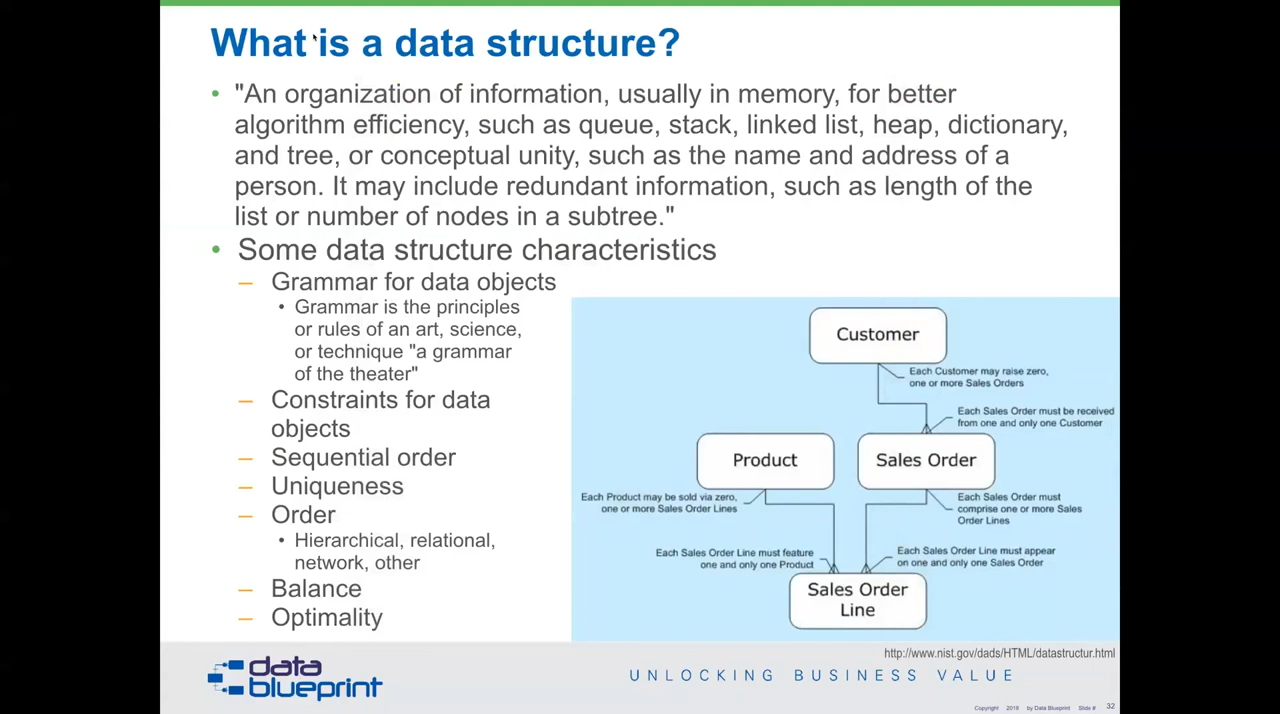 What is a data structure?
• "An organization of information, usually in memory, for better
algorithm efficiency, such as queue, stack, linked list, heap, dictionary,
and tree, or conceptual unity, such as the name and address of a
person. It may include redundant information, such as length of the
list or number of nodes in a subtree."
• Some data structure characteristics
– Grammar for data objects
• Grammar is the principles
or rules of an art, science,
or technique "a grammar
of the theater"
– Constraints for data
objects
– Sequential order
– Uniqueness
– Order
• Hierarchical, relational,
network, other
– Balance
– Optimality
Customer
Each Customer may raise zero,
one or more Sales Orders
Each Sales Order must be received
from one and only one Customer
Product
Sales Order
Each Product may be sold via zero,
one or more Sales Order Lines
Each Sales Order must
comprise one or more Sales
Order Lines
Each Sales Order Line must feature
one and only one Product
Each Sales Order Line must appear
on one and only one Sales Order
Sales Order
Line
http://www.nist.gov/dads/HTML/datastructur.html
data
blueprint
UNLOCKING BUSINESS VALUE
Copyright 2018 by Data Blueprint Slide # 32